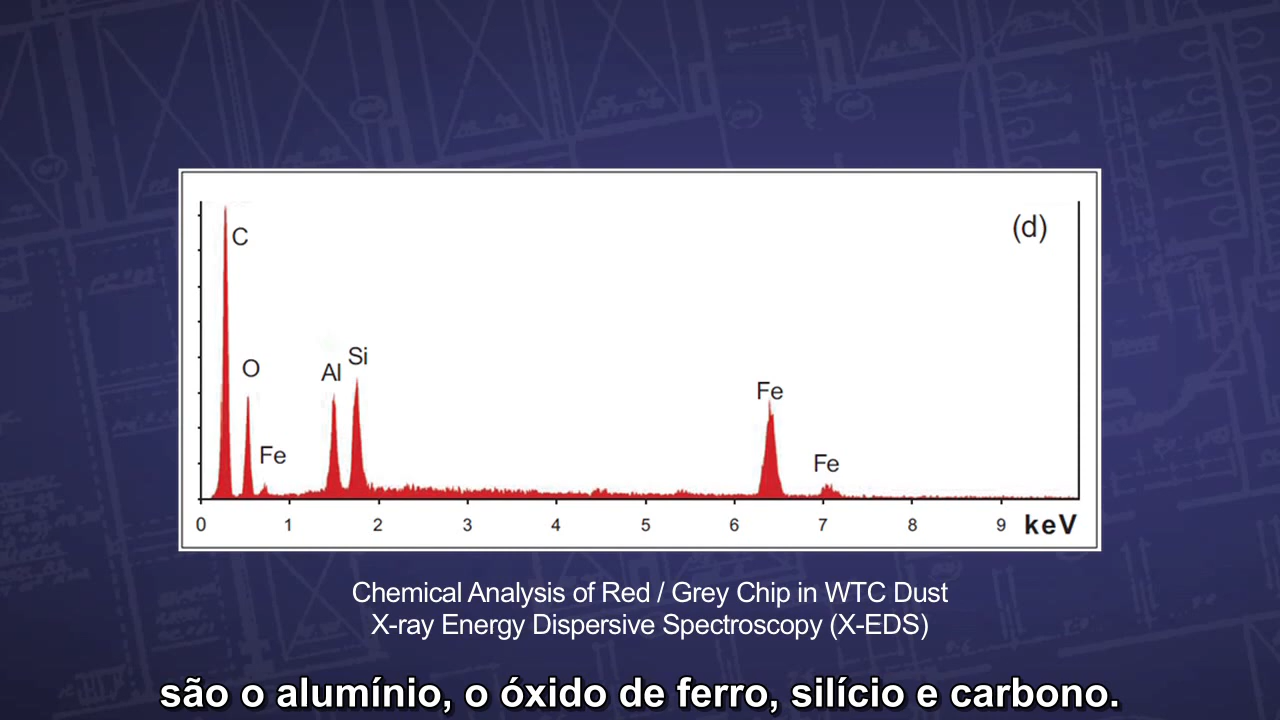 (d)
C
O
Fe
Al
Si
Fe
Fe
0 1 2 3 4 5 6 7 8 9 keV
Chemical Analysis of Red / Grey Chip in WTC Dust
X-ray Energy Dispersive Spectroscopy (X-EDS)
são o alumínio, o óxido de ferro, silício e carbono.